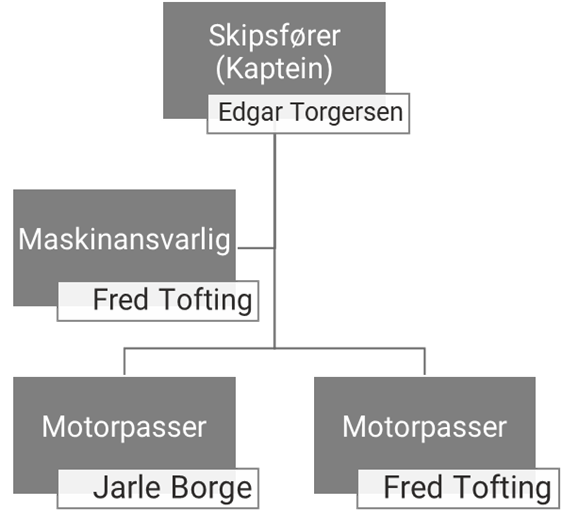 Skipsfører
(Kaptein)
Edgar Torgersen
Maskinansvarlig
Fred Tofting
Motorpasser
Jarle Borge
Motorpasser
Fred Tofting